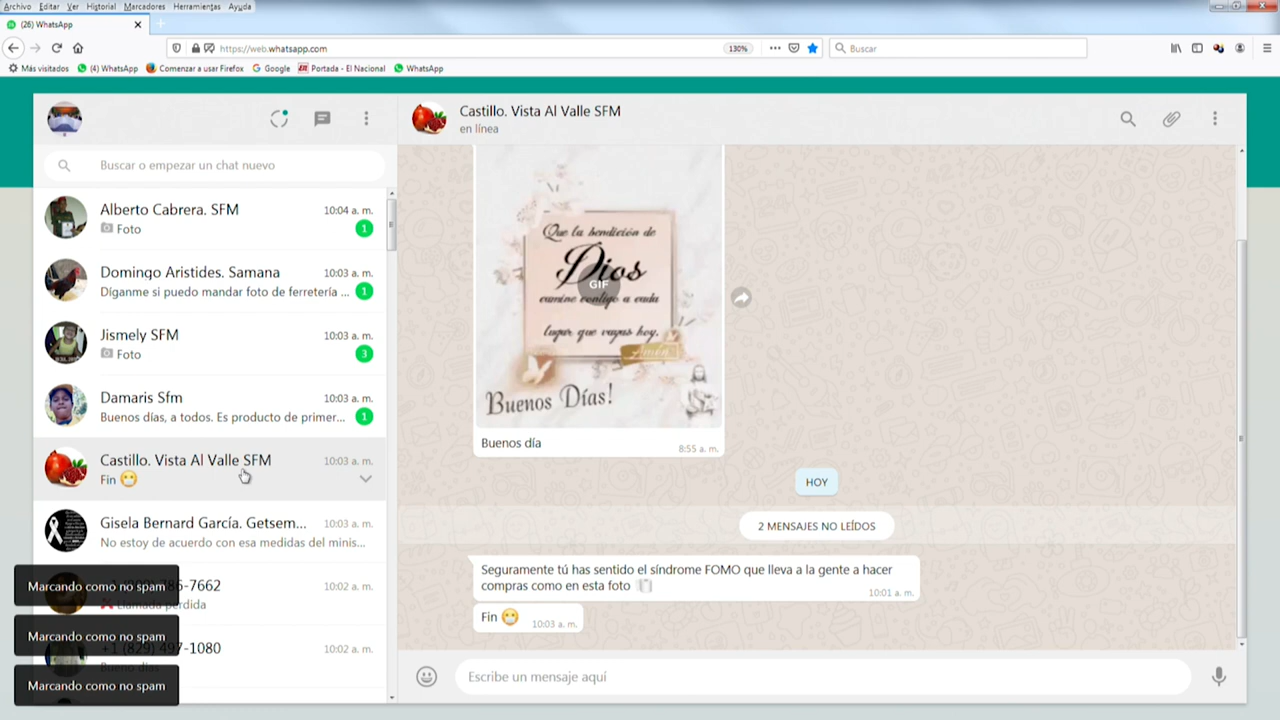 Archivo Editar Ver Historial Marcadores Herramientas Ayuda
(26) WhatsApp
https://web.whatsapp.com
130%
Buscar
Más visitados (4) WhatsApp Comenzar a usar Firefox Google Portada - El Nacional WhatsApp
Castillo. Vista Al Valle SFM
en línea
Buscar o empezar un chat nuevo
Alberto Cabrera. SFM 10:04 a. m.
Foto 1
Domingo Aristides. Samana 10:03 a. m.
Díganme si puedo mandar foto de ferretería ... 1
Jismely SFM 10:03 a. m.
Foto 3
Damaris Sfm 10:03 a. m.
Buenos días, a todos. Es producto de primer... 1
Castillo. Vista Al Valle SFM 10:03 a. m.
Fin 😁
Gisela Bernard García. Getsem... 10:03 a. m.
No estoy de acuerdo con esa medidas del minis...
786-7662 10:02 a. m.
Llamada perdida
+1 (829) 497-1080 10:02 a. m.
Buenos días
Marcando como no spam
Marcando como no spam
Marcando como no spam
Que la bendición de
Dios
GIF
camine contigo a cada
lugar que vayas hoy.
Amén
Buenos Días!
Buenos día
8:55 a. m.
HOY
2 MENSAJES NO LEÍDOS
Seguramente tú has sentido el síndrome FOMO que lleva a la gente a hacer
compras como en esta foto
10:01 a. m.
Fin 😁 10:03 a. m.
Escribe un mensaje aquí